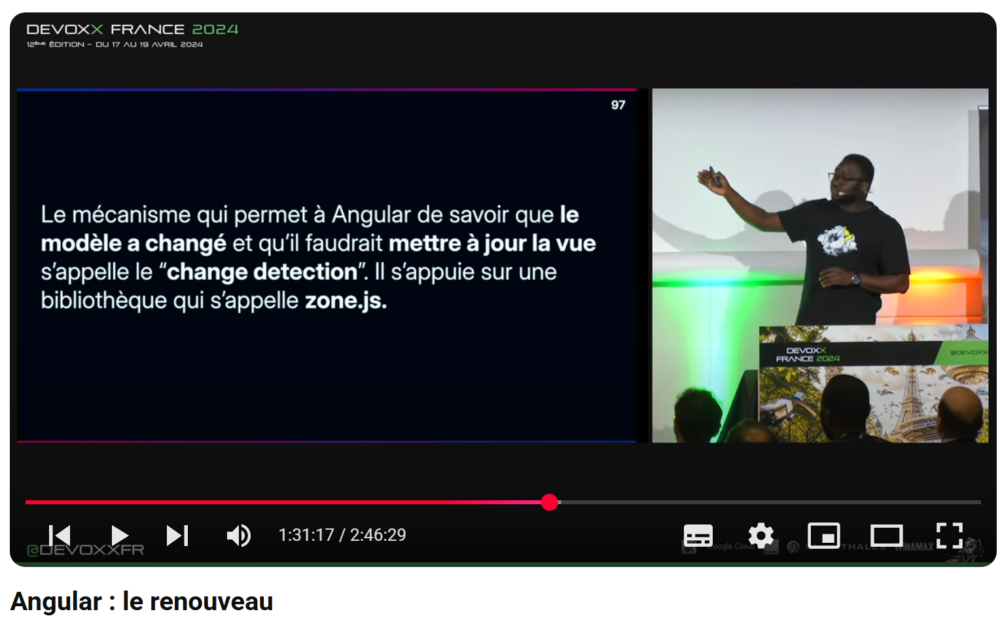 DEVOXX FRANCE 2024
12ÈME ÉDITION - DU 17 AU 19 AVRIL 2024
97
Le mécanisme qui permet à Angular de savoir que le
modèle a changé et qu’il faudrait mettre à jour la vue
s’appelle le “change detection”. Il s’appuie sur une
bibliothèque qui s’appelle zone.js.
DEVOXX
FRANCE 2024
@DEVOXX
1:31:17 / 2:46:29
@DEVOXXFR
Google Cloud
THALES
WINAMAX
Angular : le renouveau